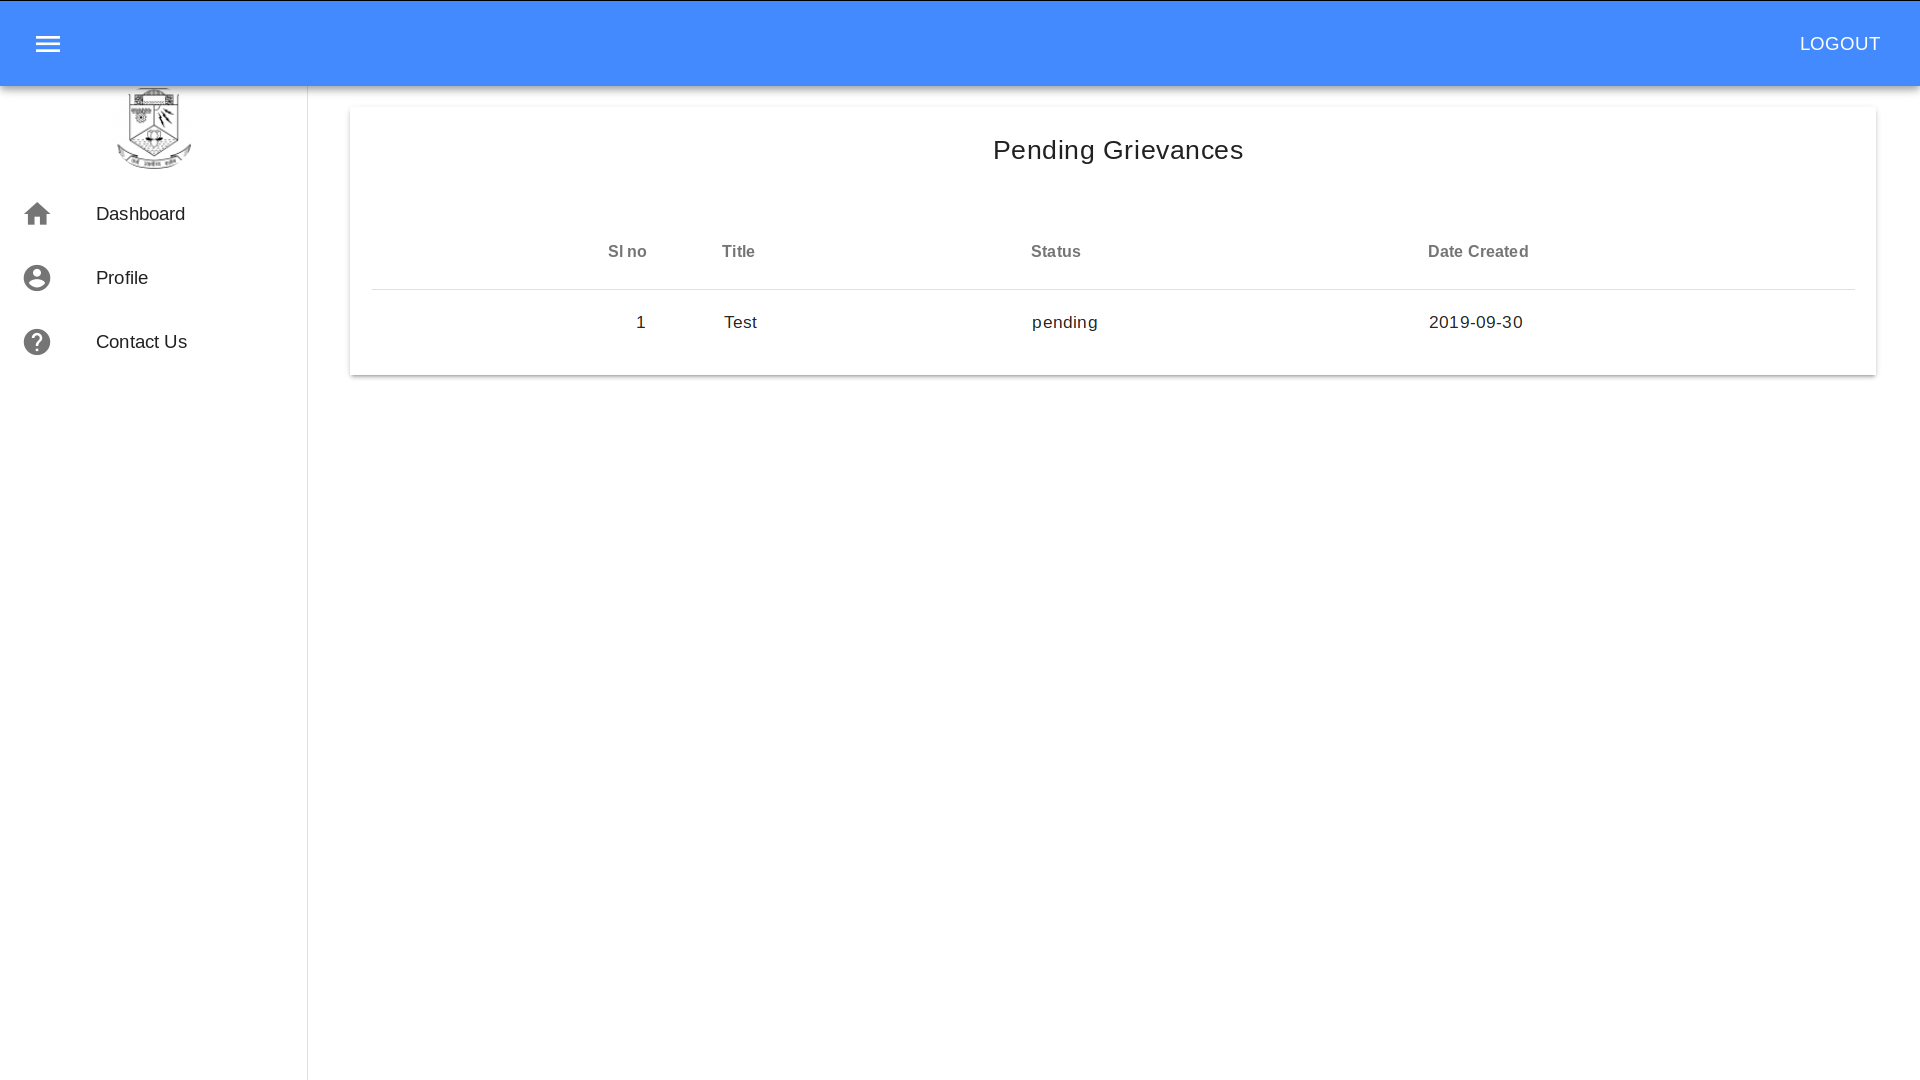 LOGOUT
Dashboard
Profile
Contact Us
Pending Grievances
Sl no Title Status Date Created
1 Test pending 2019-09-30